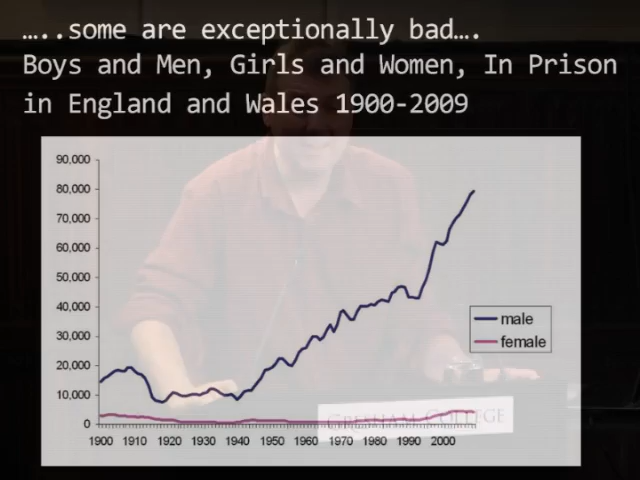 …..some are exceptionally bad….
Boys and Men, Girls and Women, In Prison
in England and Wales 1900-2009
90,000
80,000
70,000
60,000
50,000
40,000
30,000
20,000
10,000
0
male
female
GRESHAM COLLEGE
1900 1910 1920 1930 1940 1950 1960 1970 1980 1990 2000